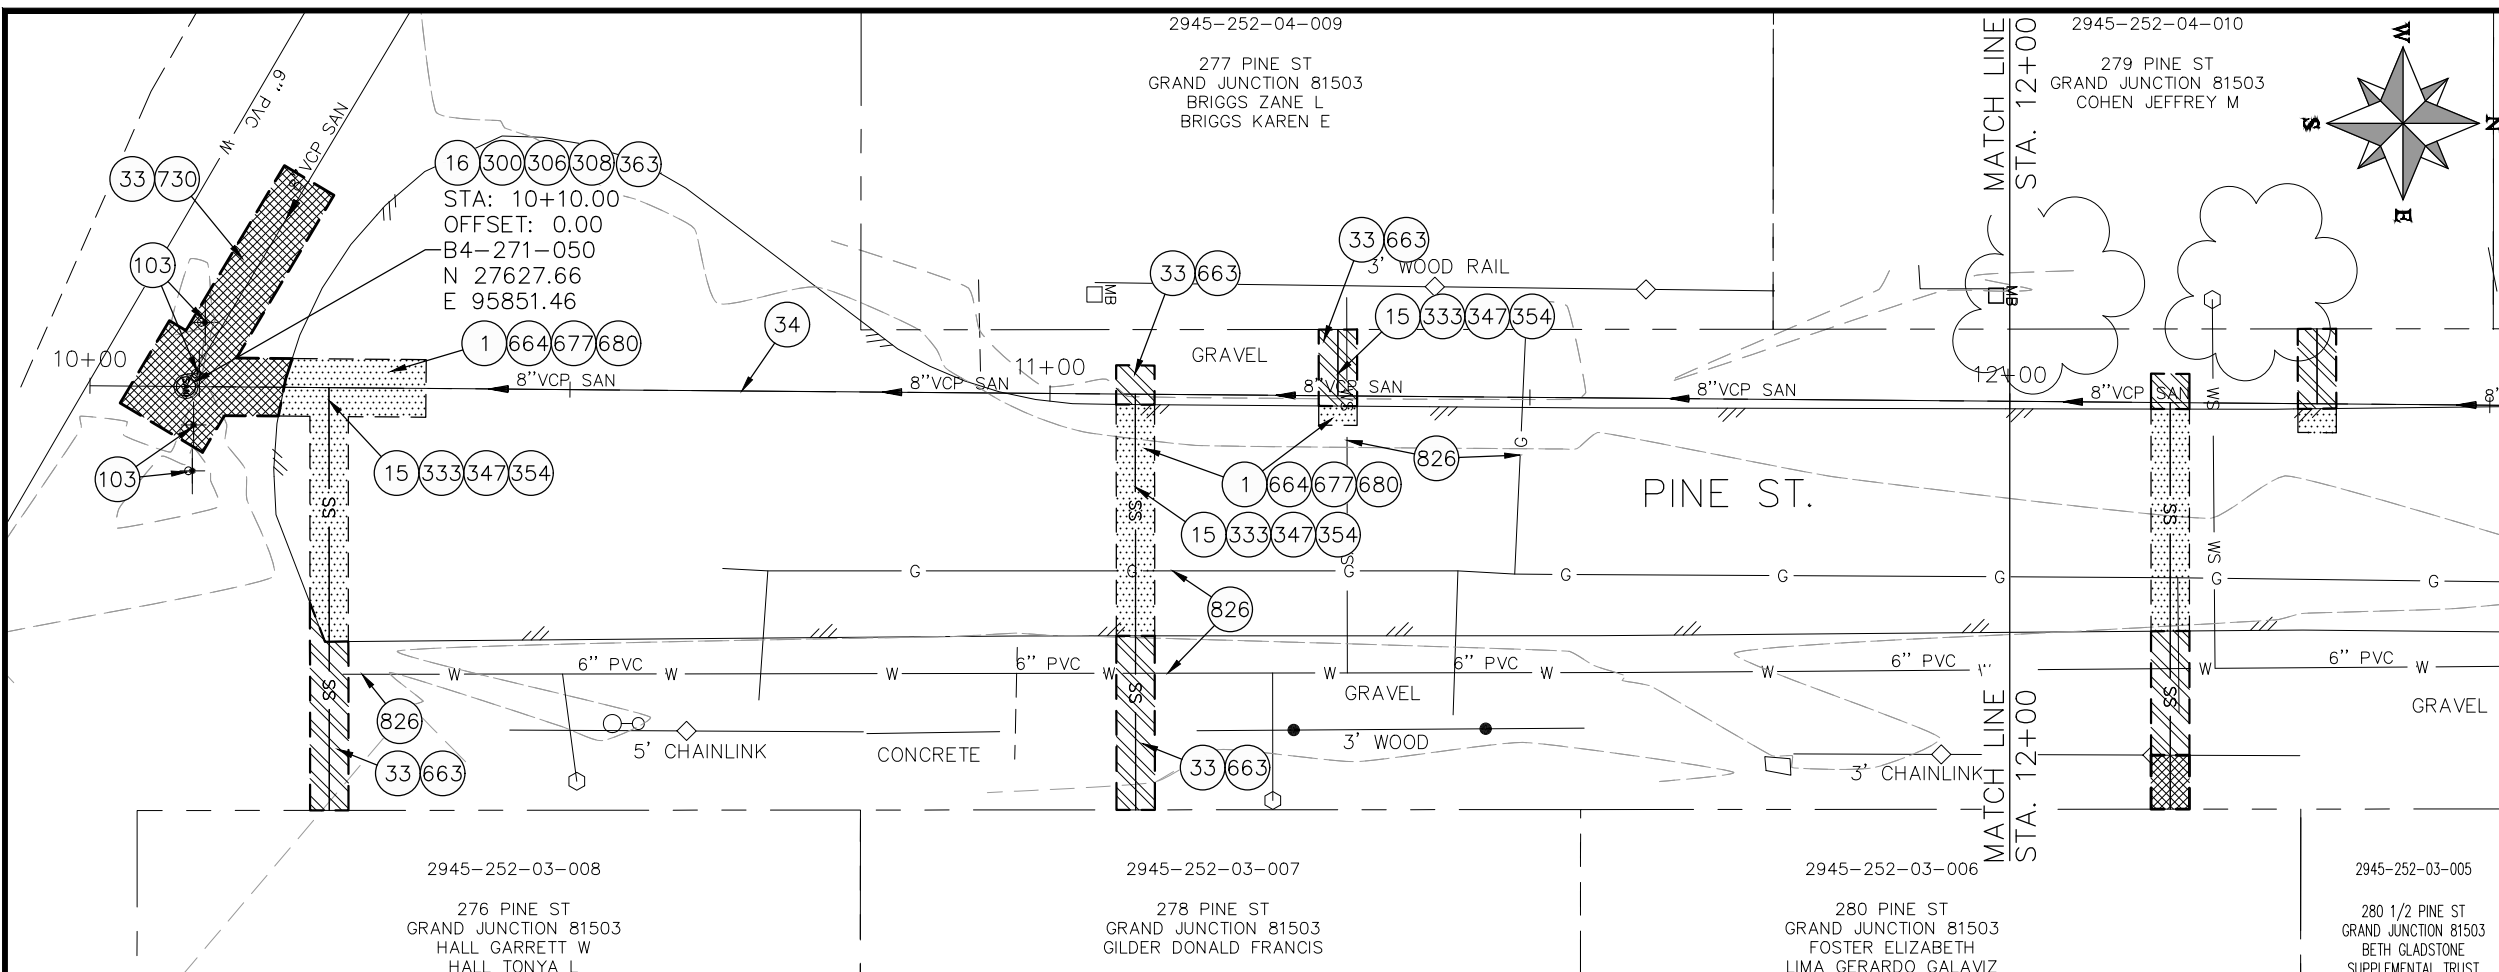 2945-252-04-009
277 PINE ST
GRAND JUNCTION 81503
BRIGGS ZANE L
BRIGGS KAREN E
MATCH LINE
STA. 12+00
2945-252-04-010
279 PINE ST
GRAND JUNCTION 81503
COHEN JEFFREY M
W
S
N
E
6" PVC
W
VCP SAN
33 730
16 300 306 308 363
STA: 10+10.00
OFFSET: 0.00
B4-271-050
N 27627.66
E 95851.46
103
33 663
33 663
3' WOOD RAIL
MB
MB
15 333 347 354
34
1 664 677 680
GRAVEL
10+00
11+00
12+00
8"VCP SAN
8"VCP SAN
8"VCP SAN
8"VCP SAN
8"VCP SAN
8"
WS
WS
G
826
103
15 333 347 354
1 664 677 680
PINE ST.
SS
SS
SS
15 333 347 354
WS
G
G
G
G
G
G
G
G
826
6" PVC
6" PVC
6" PVC
6" PVC
6" PVC
W
W
W
W
W
W
W
W
W
SS
SS
SS
GRAVEL
GRAVEL
826
5' CHAINLINK
CONCRETE
3' WOOD
3' CHAINLINK
33 663
33 663
MATCH LINE
STA. 12+00
2945-252-03-008
276 PINE ST
GRAND JUNCTION 81503
HALL GARRETT W
HALL TONYA L
2945-252-03-007
278 PINE ST
GRAND JUNCTION 81503
GILDER DONALD FRANCIS
2945-252-03-006
280 PINE ST
GRAND JUNCTION 81503
FOSTER ELIZABETH
LIMA GERARDO GALAVIZ
2945-252-03-005
280 1/2 PINE ST
GRAND JUNCTION 81503
BETH GLADSTONE
SUPPLEMENTAL TRUST